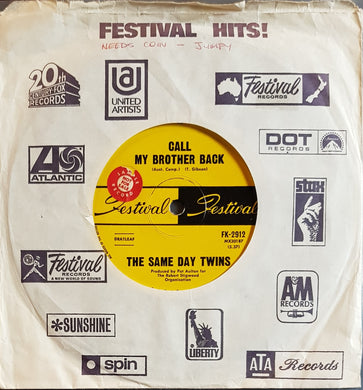 FESTIVAL HITS!
NEEDS COIN - JUMPY
20th
CENTURY FOX
RECORDS
UA
UNITED
ARTISTS
Festival
RECORDS
ATLANTIC
DOT
RECORDS
CALL
MY BROTHER BACK
(Aust. Comp.) (T. Gibson)
Festival Festival
FK-2912
MX30187
(2.37)
THE SAME DAY TWINS
Produced by Pat Aulton for
the Robert Stigwood
Organisation
stax
Festival
RECORDS
A NEW WORLD OF SOUND
A&M
RECORDS
*SUNSHINE
spin
LIBERTY
ATA Records